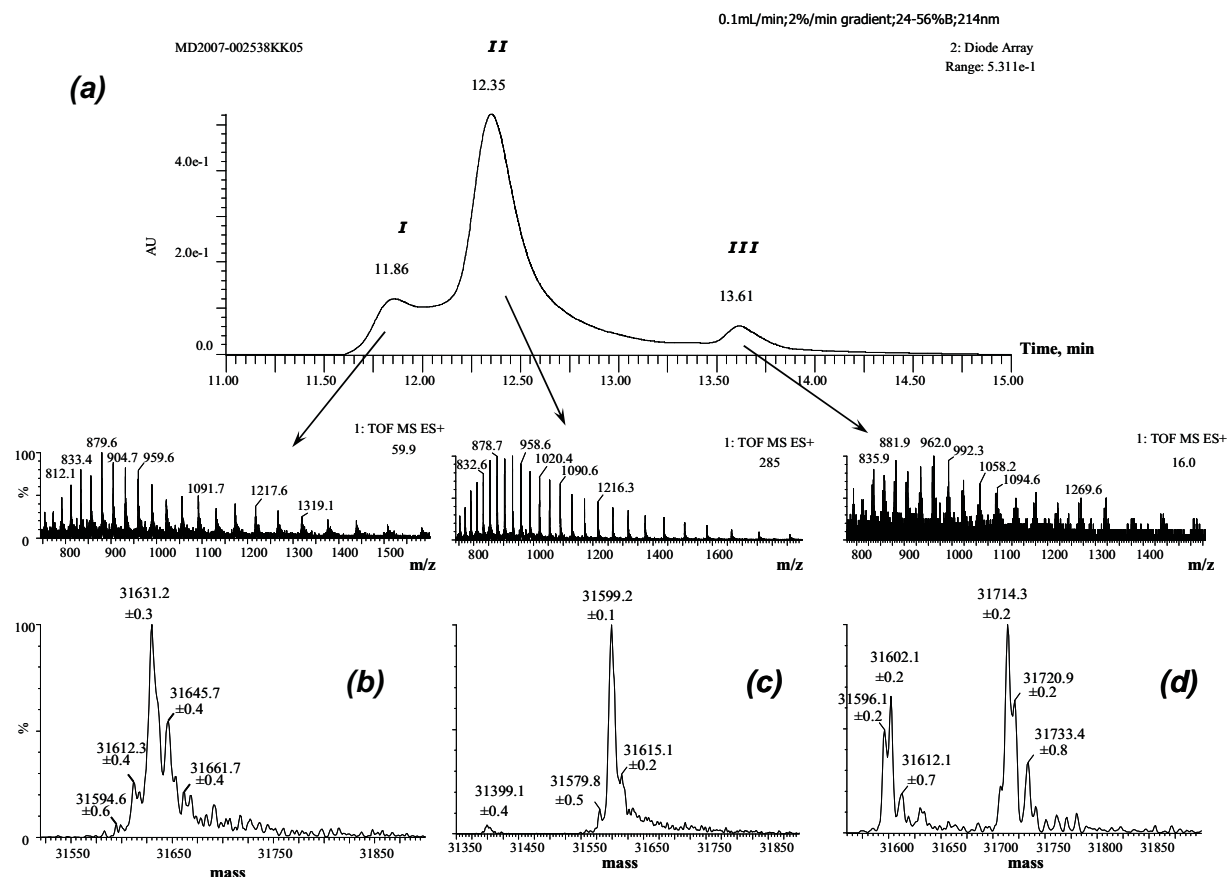 0.1mL/min;2%/min gradient;24-56%B;214nm
MD2007-002538KK05
2: Diode Array
Range: 5.311e-1
(a)
II
12.35
4.0e-1
AU
2.0e-1
0.0
I
11.86
III
13.61
Time, min
11.00 11.50 12.00 12.50 13.00 13.50 14.00 14.50 15.00
1: TOF MS ES+
59.9
100
%
0
812.1
833.4
879.6
904.7
959.6
1091.7
1217.6
1319.1
800 900 1000 1100 1200 1300 1400 1500
m/z
1: TOF MS ES+
285
832.6
878.7
958.6
1020.4
1090.6
1216.3
800 1000 1200 1400 1600
m/z
1: TOF MS ES+
16.0
835.9
881.9
962.0
992.3
1058.2
1094.6
1269.6
800 900 1000 1100 1200 1300 1400
m/z
100
%
0
31631.2
±0.3
31645.7
±0.4
31612.3
±0.4
31661.7
±0.4
31594.6
±0.6
(b)
31550 31650 31750 31850
mass
31599.2
±0.1
31615.1
±0.2
31579.8
±0.5
31399.1
±0.4
(c)
31350 31450 31550 31650 31750 31850
mass
31714.3
±0.2
31602.1
±0.2
31596.1
±0.2
31612.1
±0.7
31720.9
±0.2
31733.4
±0.8
(d)
31600 31650 31700 31750 31800 31850
mass